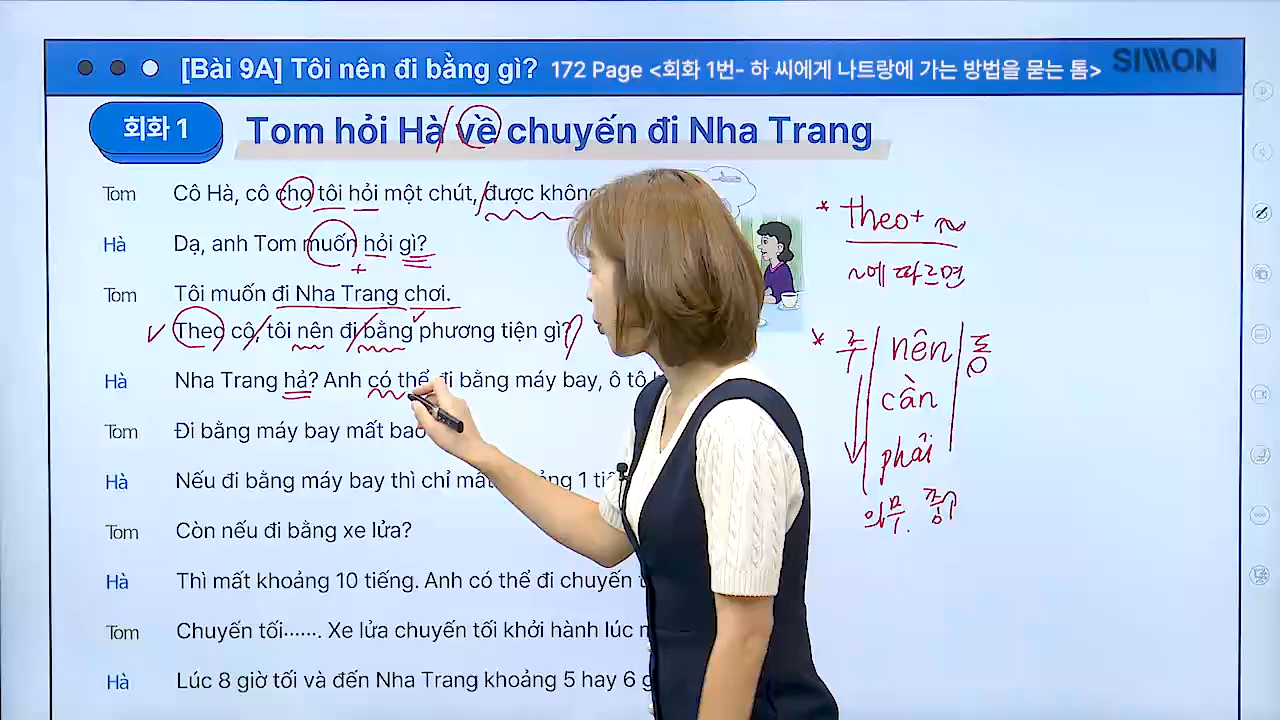 [Bài 9A] Tôi nên đi bằng gì? 172 Page <회화 1번- 하 씨에게 나트랑에 가는 방법을 묻는 톰> SIWON
회화 1 Tom hỏi Hà về chuyến đi Nha Trang
Tom Cô Hà, cô cho tôi hỏi một chút, được không
Hà Dạ, anh Tom muốn hỏi gì?
Tom Tôi muốn đi Nha Trang chơi.
Theo cô, tôi nên đi bằng phương tiện gì?
Hà Nha Trang hả? Anh có thể đi bằng máy bay, ô tô
Tom Đi bằng máy bay mất bao
Hà Nếu đi bằng máy bay thì chỉ 1
Tom Còn nếu đi bằng xe lửa?
Hà Thì mất khoảng 10 tiếng. Anh có thể đi chuyến
Tom Chuyến tối....... Xe lửa chuyến tối khởi hành lúc
Hà Lúc 8 giờ tối và đến Nha Trang khoảng 5 hay 6
* theo + ~
~에 따르면
* 주 / nên / 동
cần
phải
의무.